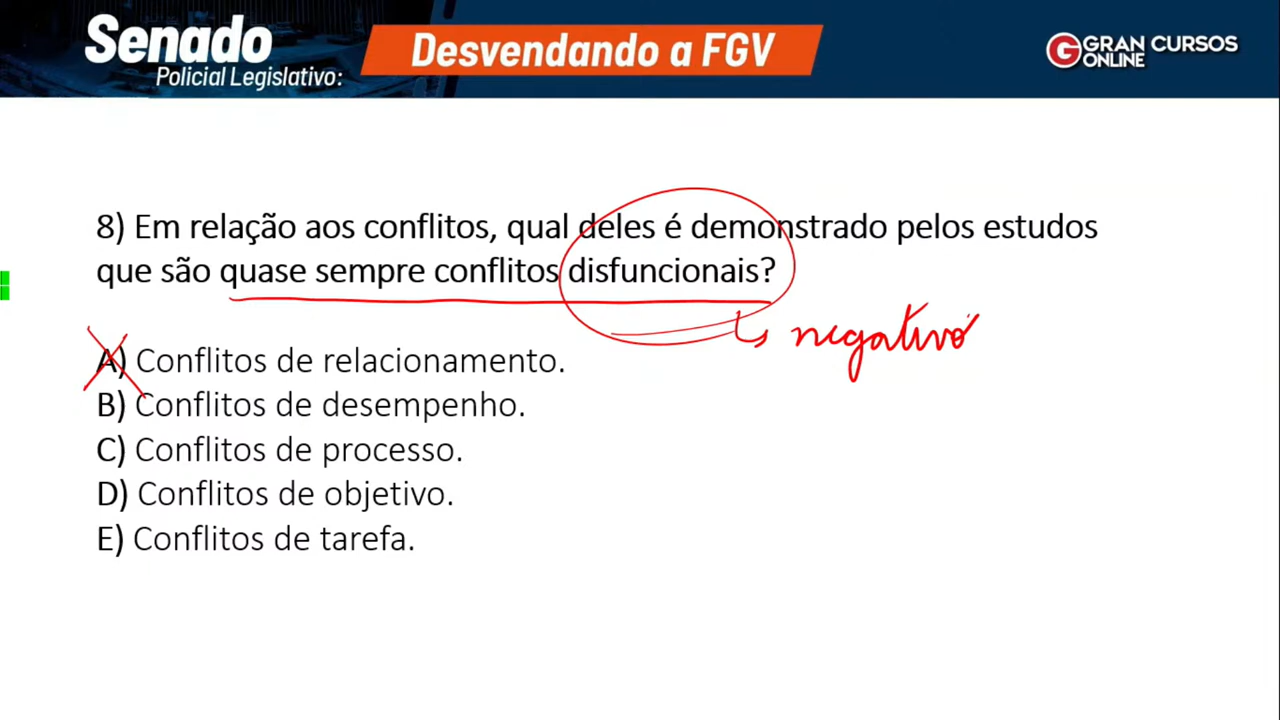 Senado
Policial Legislativo:
Desvendando a FGV
GRAN CURSOS
ONLINE
8) Em relação aos conflitos, qual deles é demonstrado pelos estudos
que são quase sempre conflitos disfuncionais?
negativo
A) Conflitos de relacionamento.
B) Conflitos de desempenho.
C) Conflitos de processo.
D) Conflitos de objetivo.
E) Conflitos de tarefa.